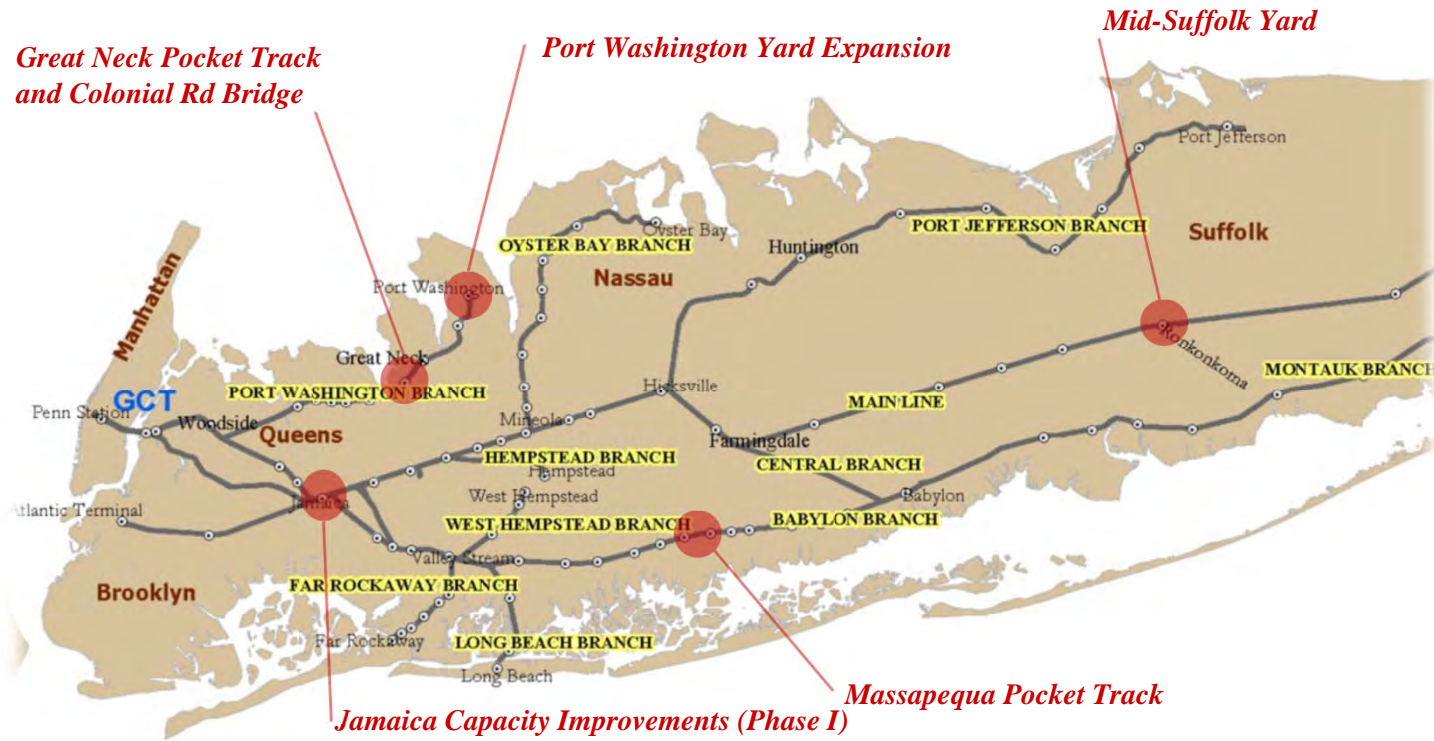 Mid-Suffolk Yard
Great Neck Pocket Track
and Colonial Rd Bridge
Port Washington Yard Expansion
Port Jefferson
Oyster Bay
OYSTER BAY BRANCH
PORT JEFFERSON BRANCH
Suffolk
Huntington
Nassau
Manhattan
Port Washington
Ronkonkoma
Great Neck
PORT WASHINGTON BRANCH
Hicksville
MONTAUK BRANCH
GCT
Penn Station
Woodside
MAIN LINE
Mineola
Queens
Farmingdale
HEMPSTEAD BRANCH
CENTRAL BRANCH
Hempstead
West Hempstead
Jamaica
Babylon
Atlantic Terminal
WEST HEMPSTEAD BRANCH
BABYLON BRANCH
Valley Stream
Brooklyn
FAR ROCKAWAY BRANCH
Far Rockaway
LONG BEACH BRANCH
Long Beach
Massapequa Pocket Track
Jamaica Capacity Improvements (Phase I)